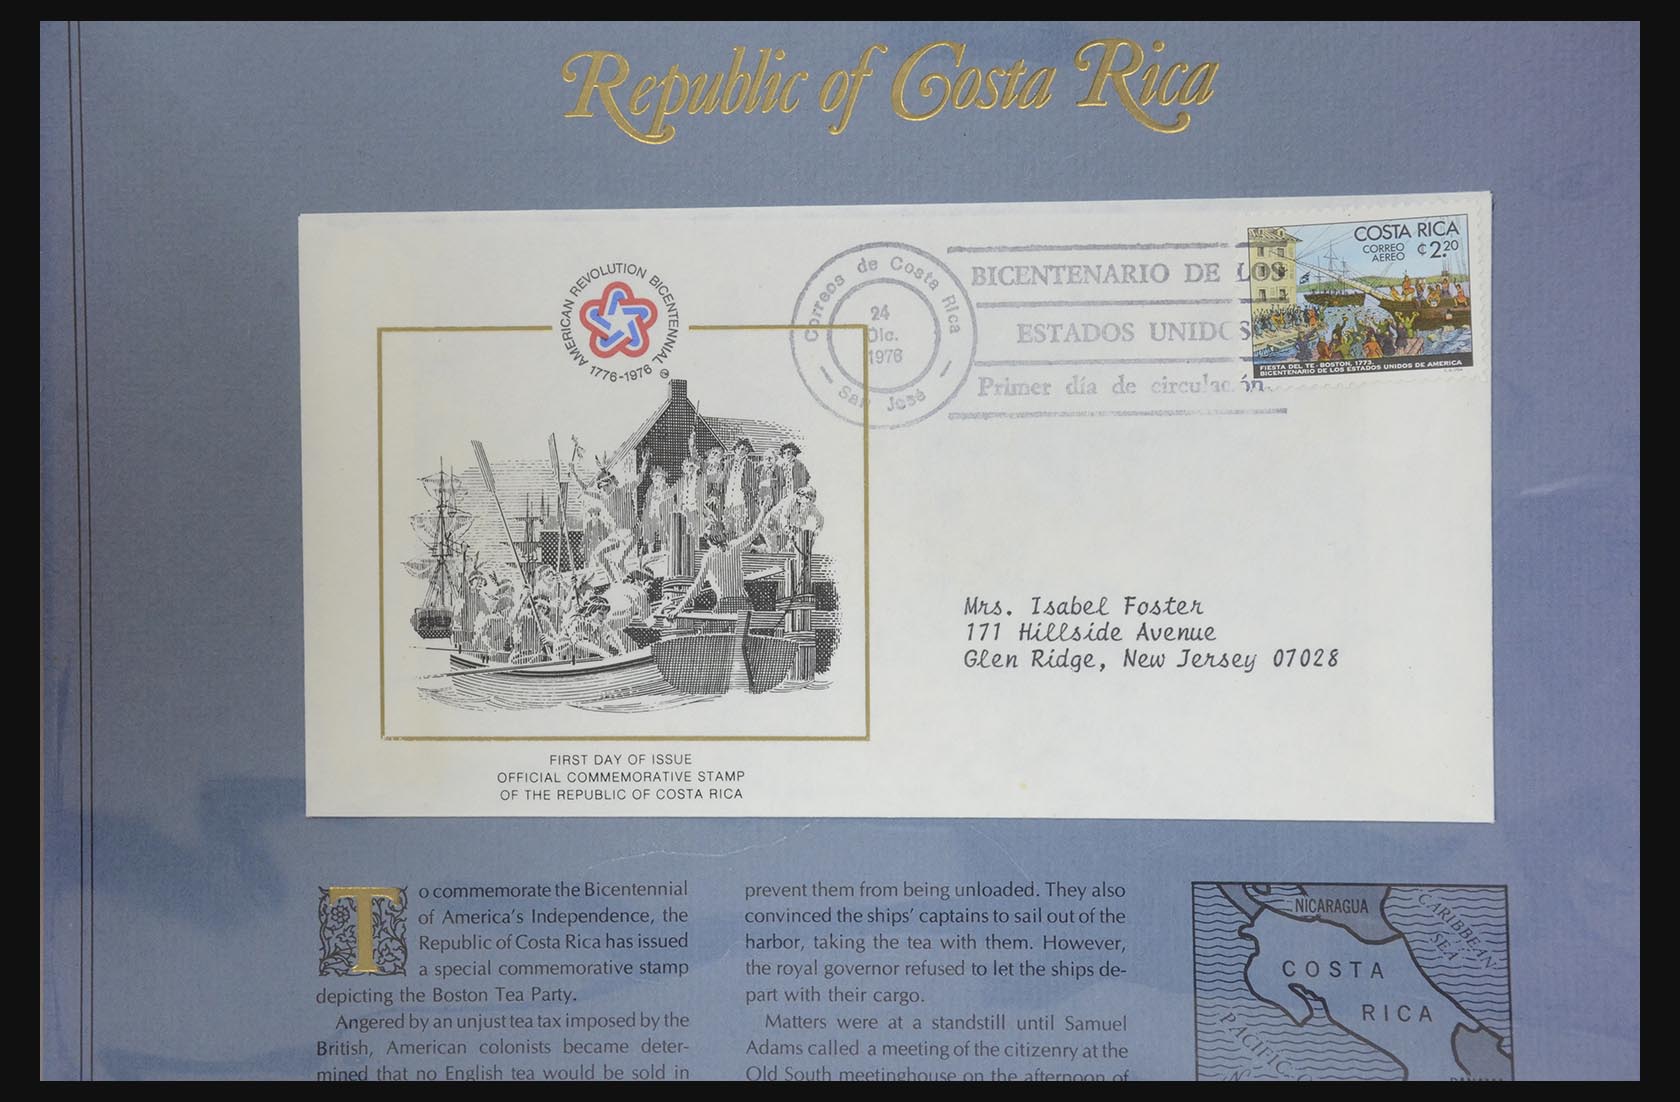 Republic of Costa Rica
AMERICAN REVOLUTION BICENTENNIAL
1776-1976
Correos de Costa Rica
24
Dic.
1976
San José
BICENTENARIO DE LOS
ESTADOS UNIDOS
Primer día de circulación.
COSTA RICA
CORREO
AEREO
¢2.20
FIESTA DEL TE - BOSTON, 1773
BICENTENARIO DE LOS ESTADOS UNIDOS DE AMERICA
Mrs. Isabel Foster
171 Hillside Avenue
Glen Ridge, New Jersey 07028
FIRST DAY OF ISSUE
OFFICIAL COMMEMORATIVE STAMP
OF THE REPUBLIC OF COSTA RICA
To commemorate the Bicentennial
of America's Independence, the
Republic of Costa Rica has issued
a special commemorative stamp
depicting the Boston Tea Party.
Angered by an unjust tea tax imposed by the
British, American colonists became deter-
mined that no English tea would be sold in
prevent them from being unloaded. They also
convinced the ships' captains to sail out of the
harbor, taking the tea with them. However,
the royal governor refused to let the ships de-
part with their cargo.
Matters were at a standstill until Samuel
Adams called a meeting of the citizenry at the
Old South meetinghouse on the afternoon of
NICARAGUA
CARIBBEAN
SEA
COSTA
RICA
PACIFIC
PANAMA